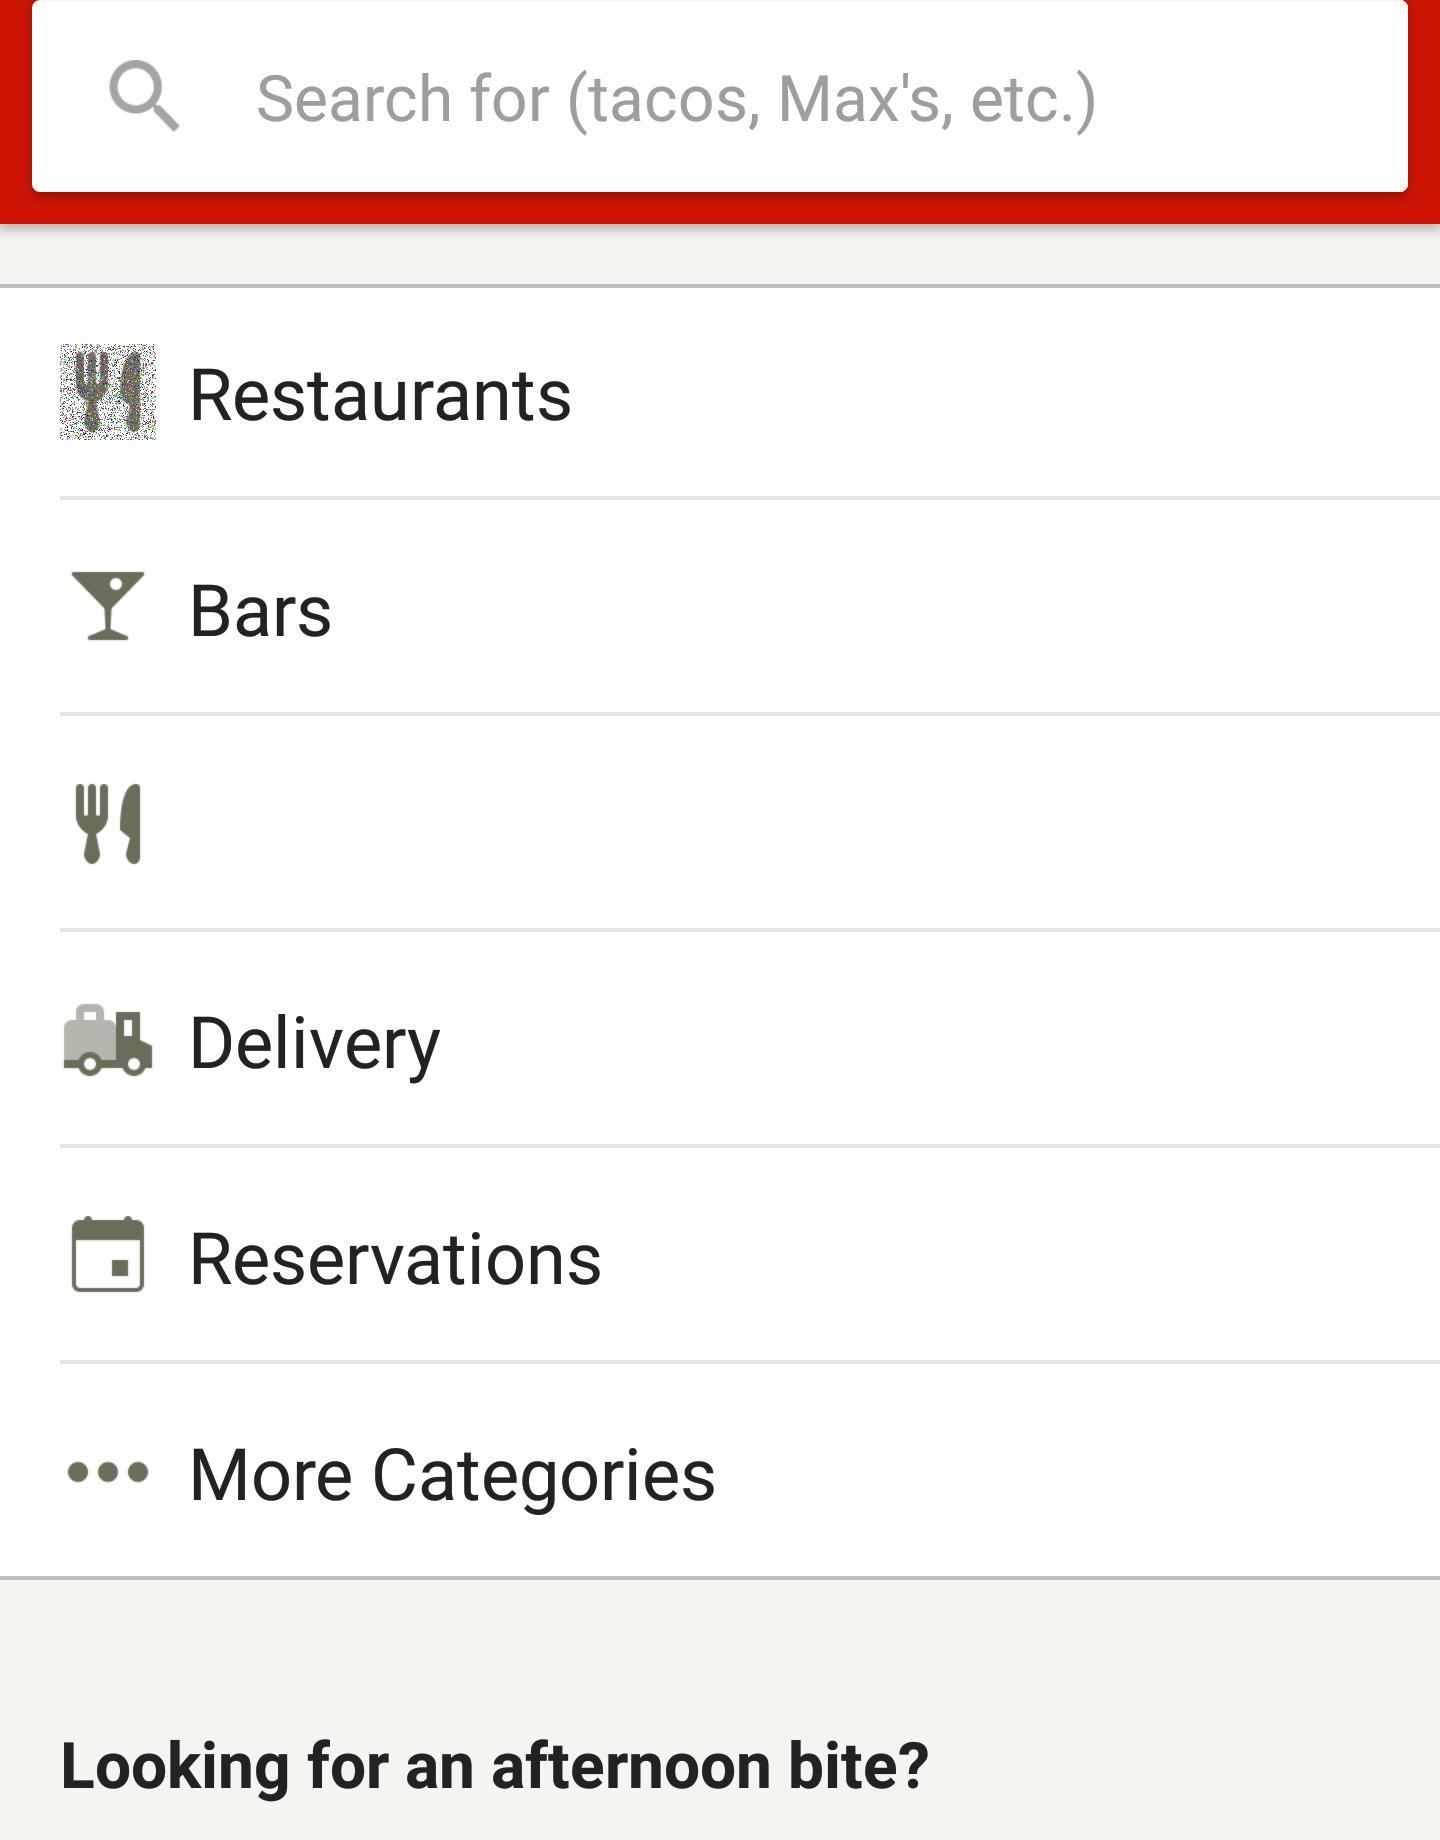 Search for (tacos, Max's, etc.)
Restaurants
Bars
Delivery
Reservations
More Categories
Looking for an afternoon bite?